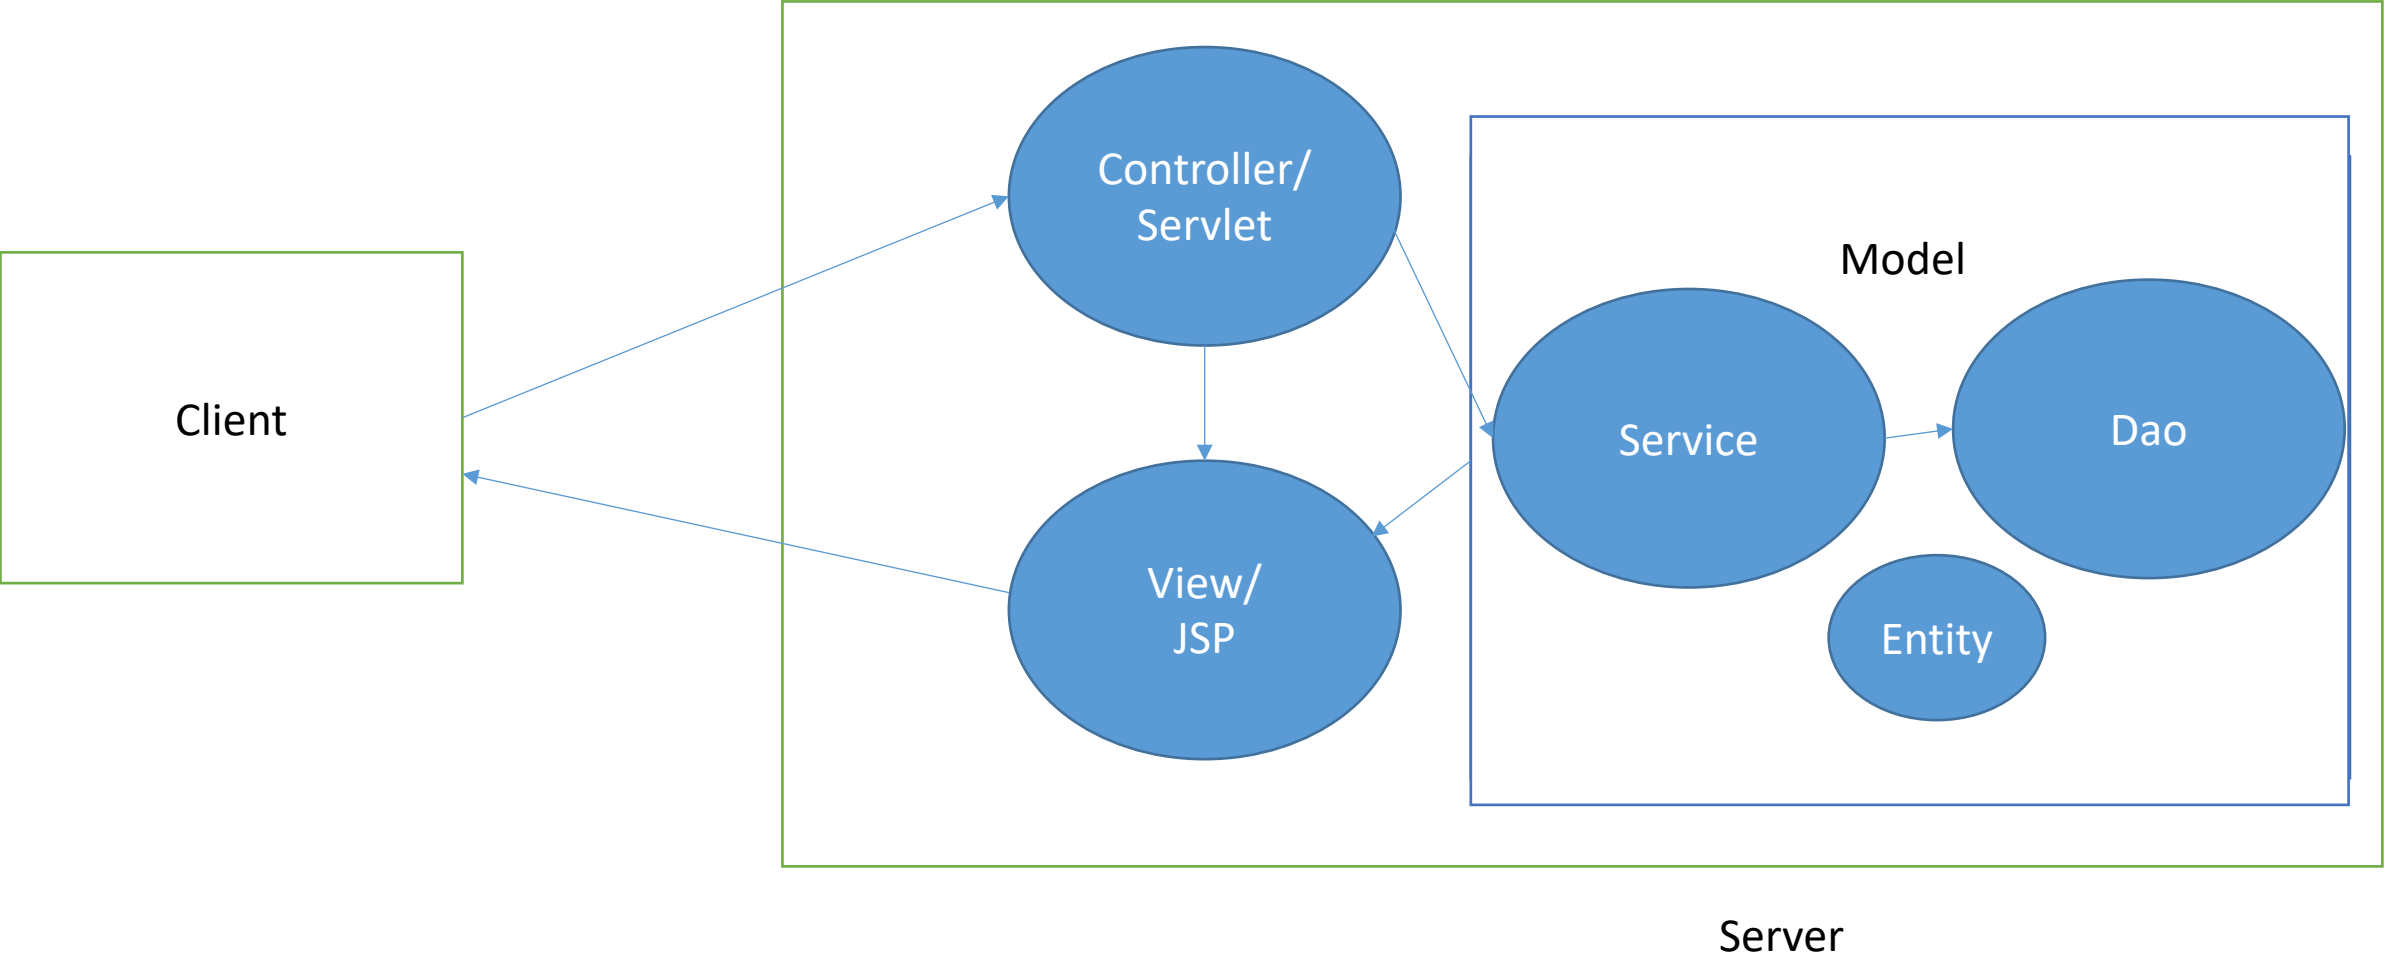 Controller/
Servlet
Model
Client
Service
Dao
View/
JSP
Entity
Server